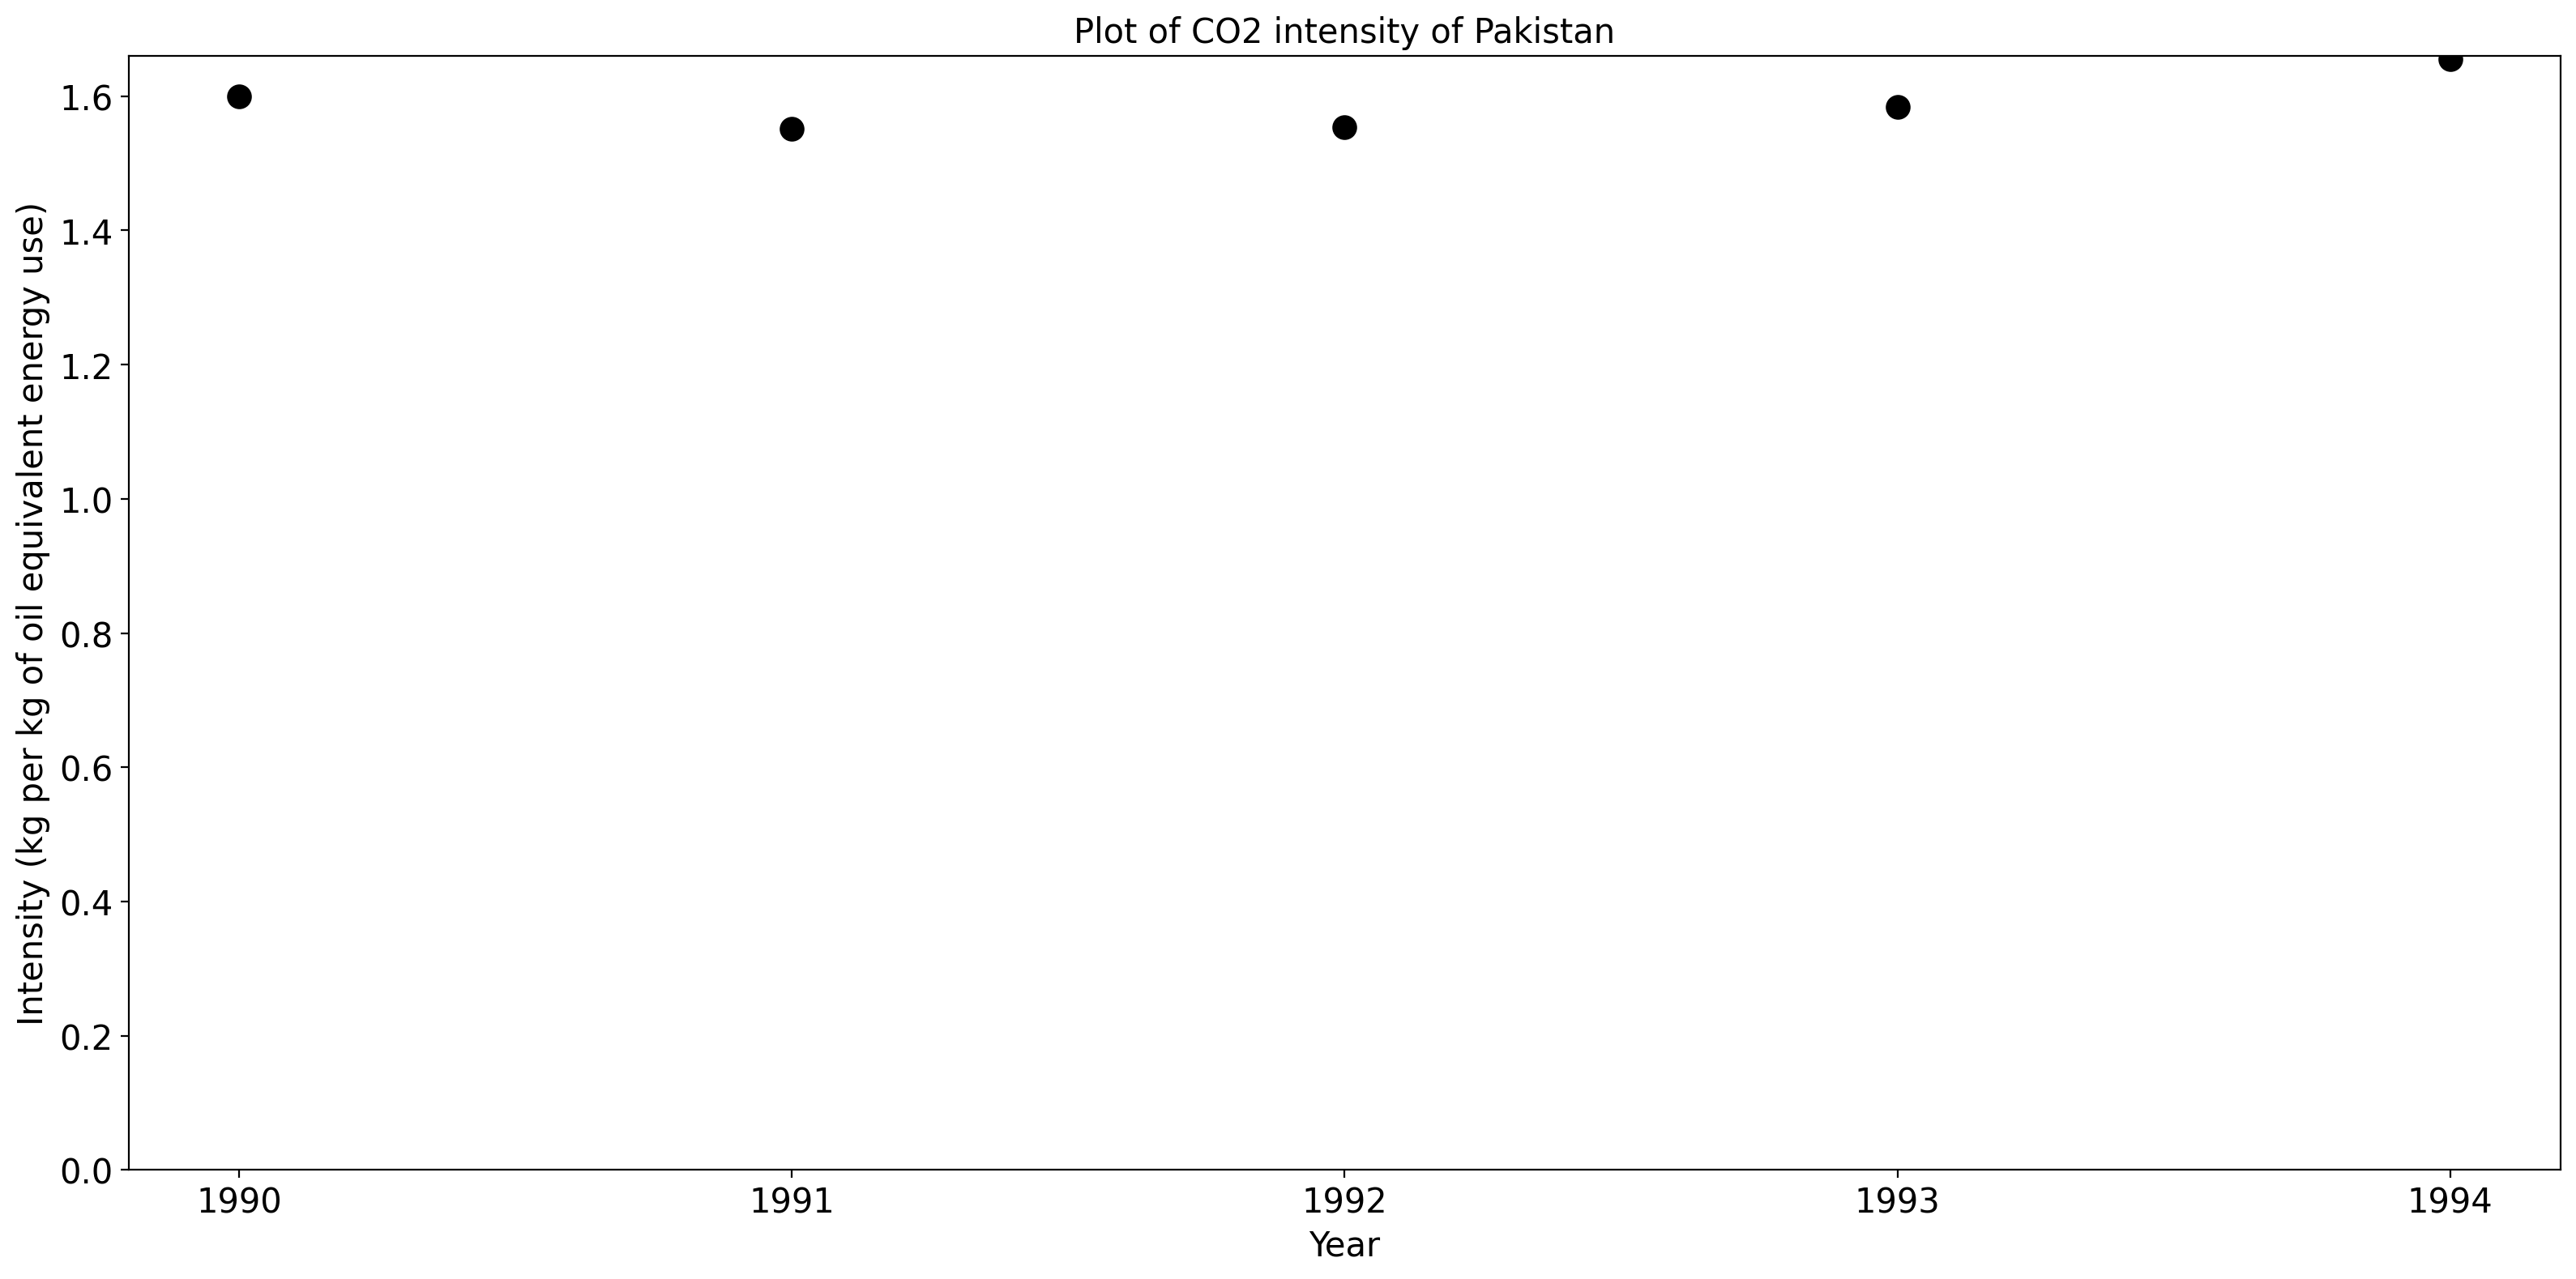 Plot of CO2 intensity of Pakistan
Intensity (kg per kg of oil equivalent energy use)
1.6
1.4
1.2
1.0
0.8
0.6
0.4
0.2
0.0
1990 1991 1992 1993 1994
Year